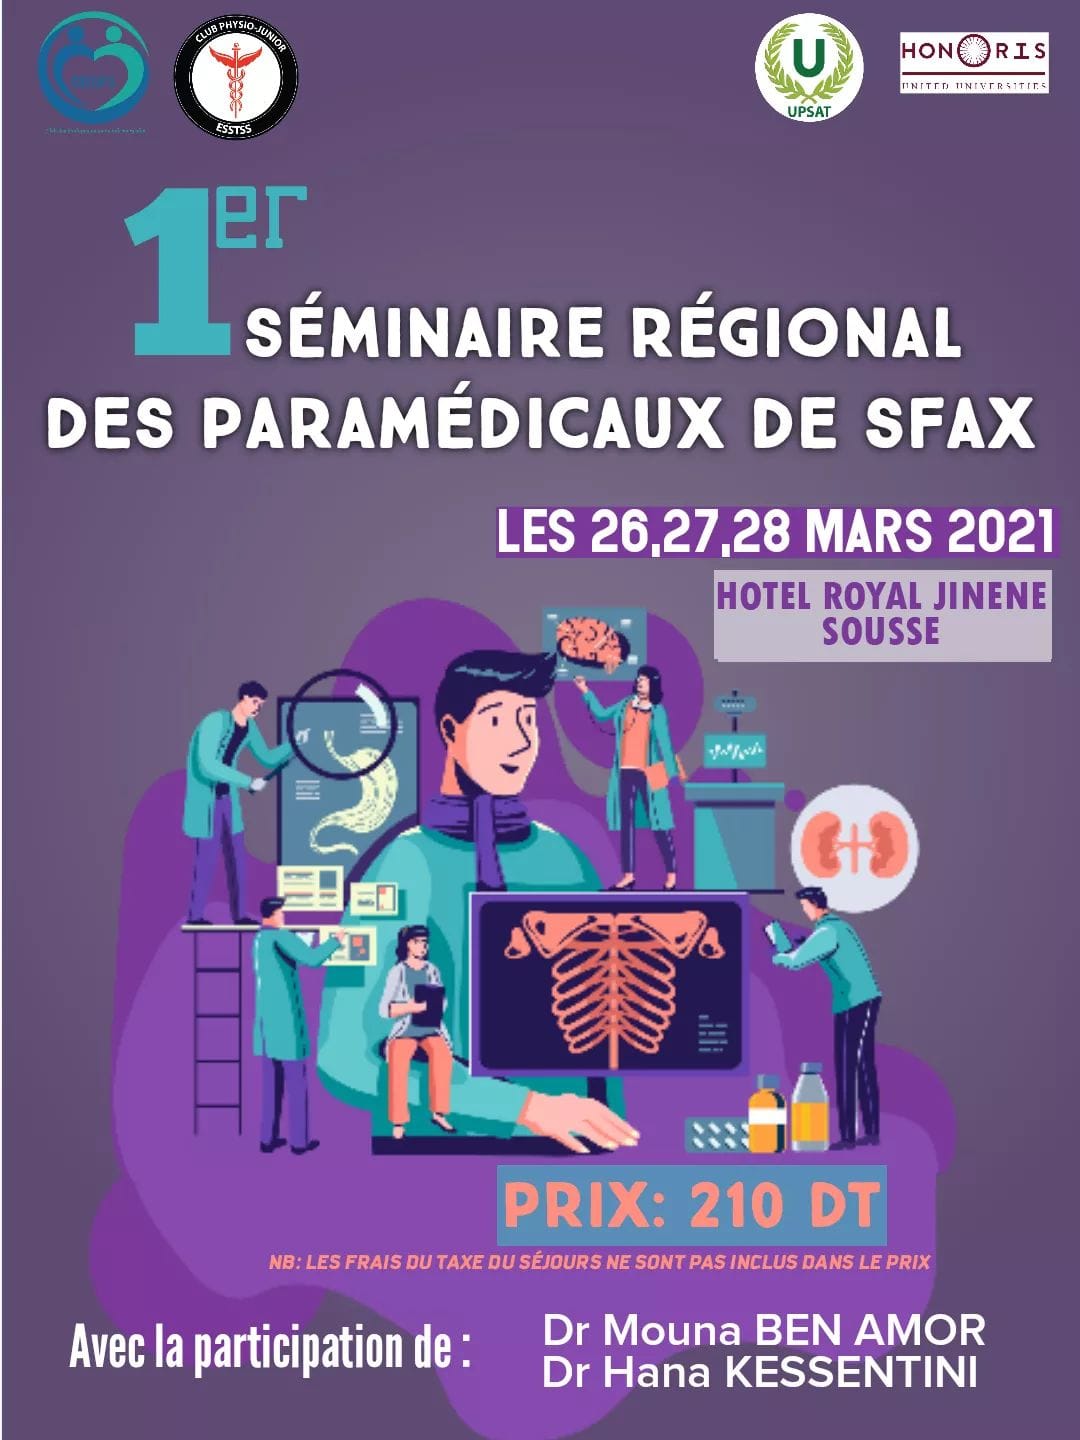 CLUB PHYSIO-JUNIOR
ESSTSS
U
UPSAT
HONORIS
UNITED UNIVERSITIES
1er
SÉMINAIRE RÉGIONAL
DES PARAMÉDICAUX DE SFAX
LES 26,27,28 MARS 2021
HOTEL ROYAL JINENE
SOUSSE
PRIX: 210 DT
NB: LES FRAIS DU TAXE DU SÉJOURS NE SONT PAS INCLUS DANS LE PRIX
Avec la participation de :
Dr Mouna BEN AMOR
Dr Hana KESSENTINI